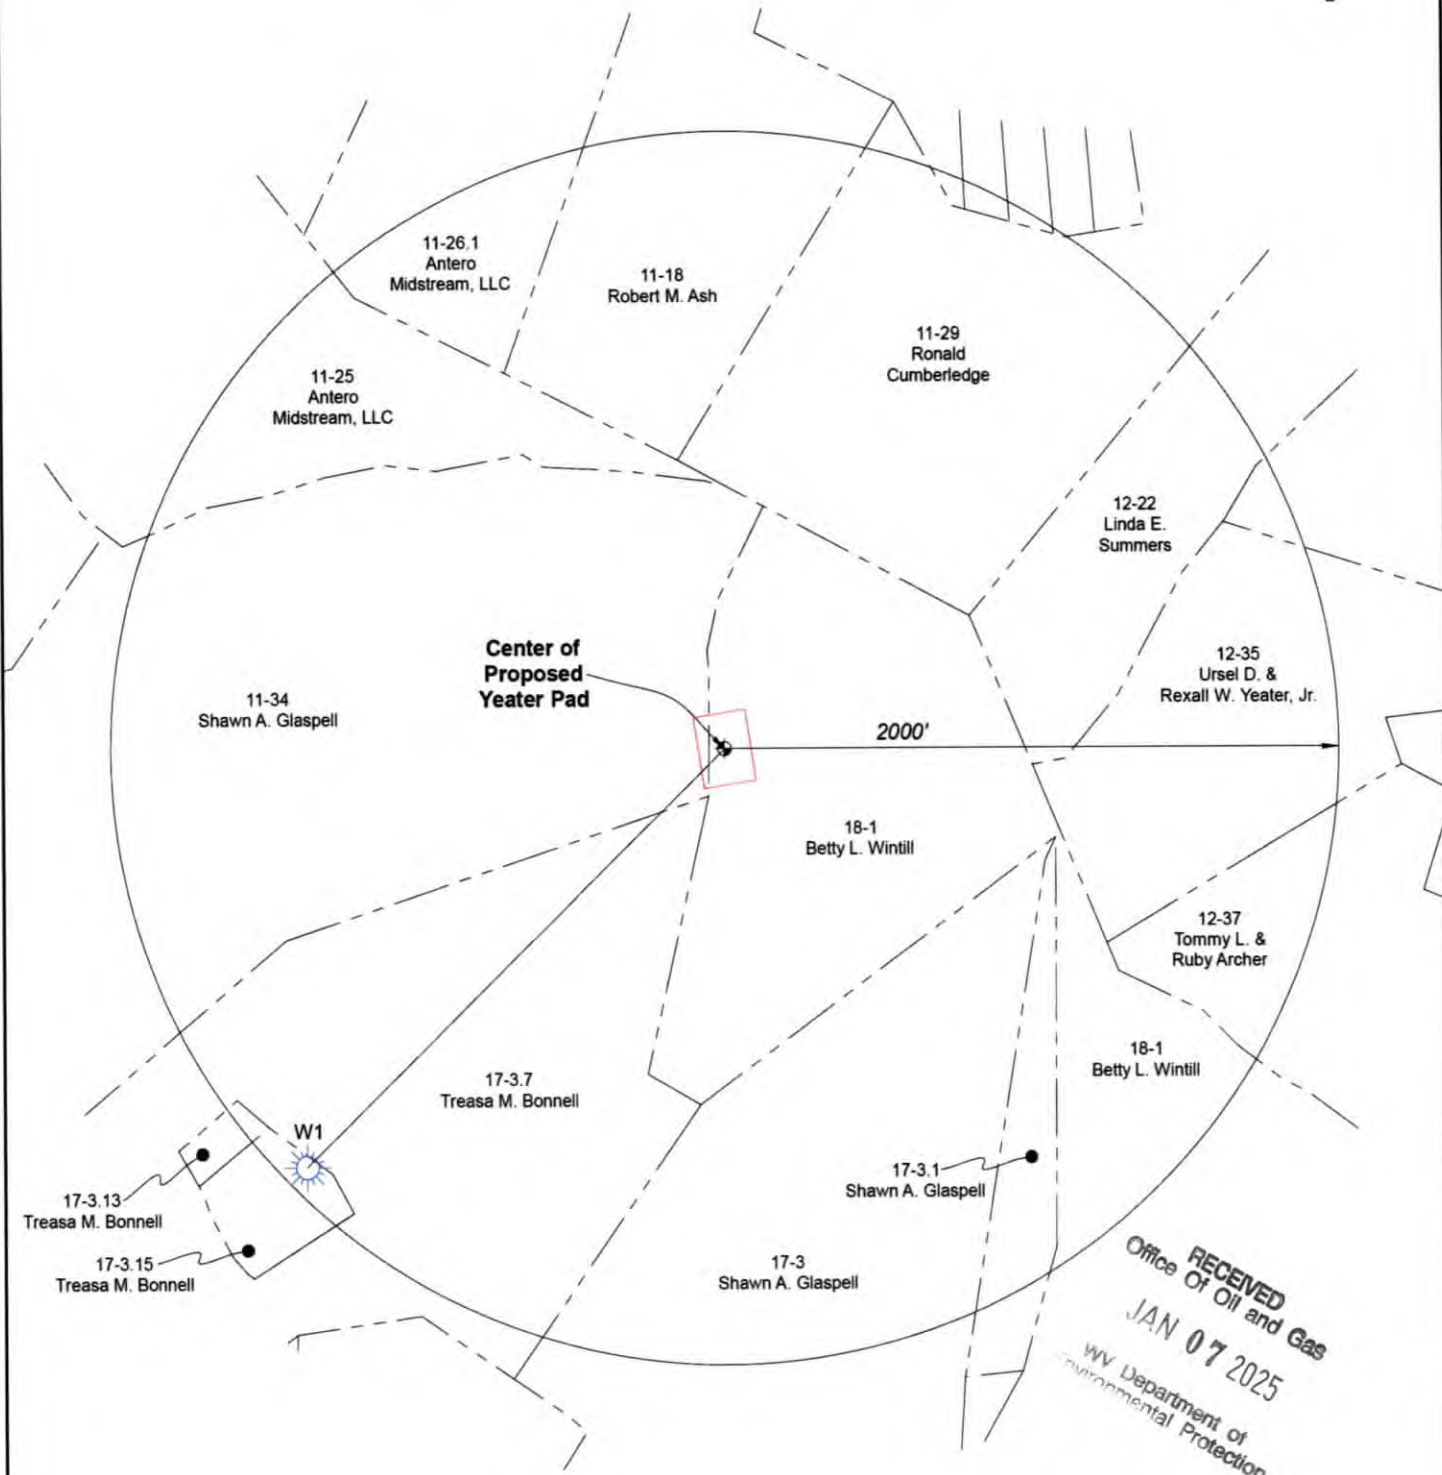 11-26.1
Antero
Midstream, LLC
11-18
Robert M. Ash
11-29
Ronald
Cumberledge
11-25
Antero
Midstream, LLC
12-22
Linda E.
Summers
Center of
Proposed
Yeater Pad
12-35
Ursel D. &
Rexall W. Yeater, Jr.
11-34
Shawn A. Glaspell
2000'
18-1
Betty L. Wintill
12-37
Tommy L. &
Ruby Archer
18-1
Betty L. Wintill
17-3.7
Treasa M. Bonnell
W1
17-3.1
Shawn A. Glaspell
17-3.13
Treasa M. Bonnell
17-3.15
Treasa M. Bonnell
17-3
Shawn A. Glaspell
RECEIVED
Office Of Oil and Gas
JAN 07 2025
WV Department of
Environmental Protection